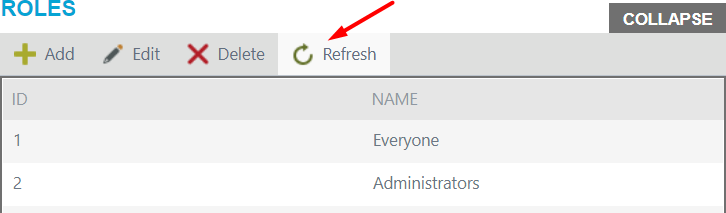 ROLES
COLLAPSE
Add Edit Delete Refresh
ID NAME
1 Everyone
2 Administrators